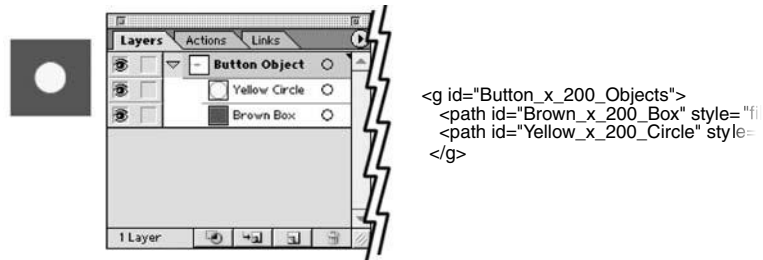 Layers Actions Links
Button Object
Yellow Circle
Brown Box
1 Layer
<g id="Button_x_200_Objects">
<path id="Brown_x_200_Box" style="fi
<path id="Yellow_x_200_Circle" style=
</g>